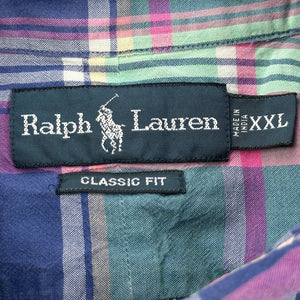 Ralph Lauren
MADE IN
INDIA
XXL
CLASSIC FIT